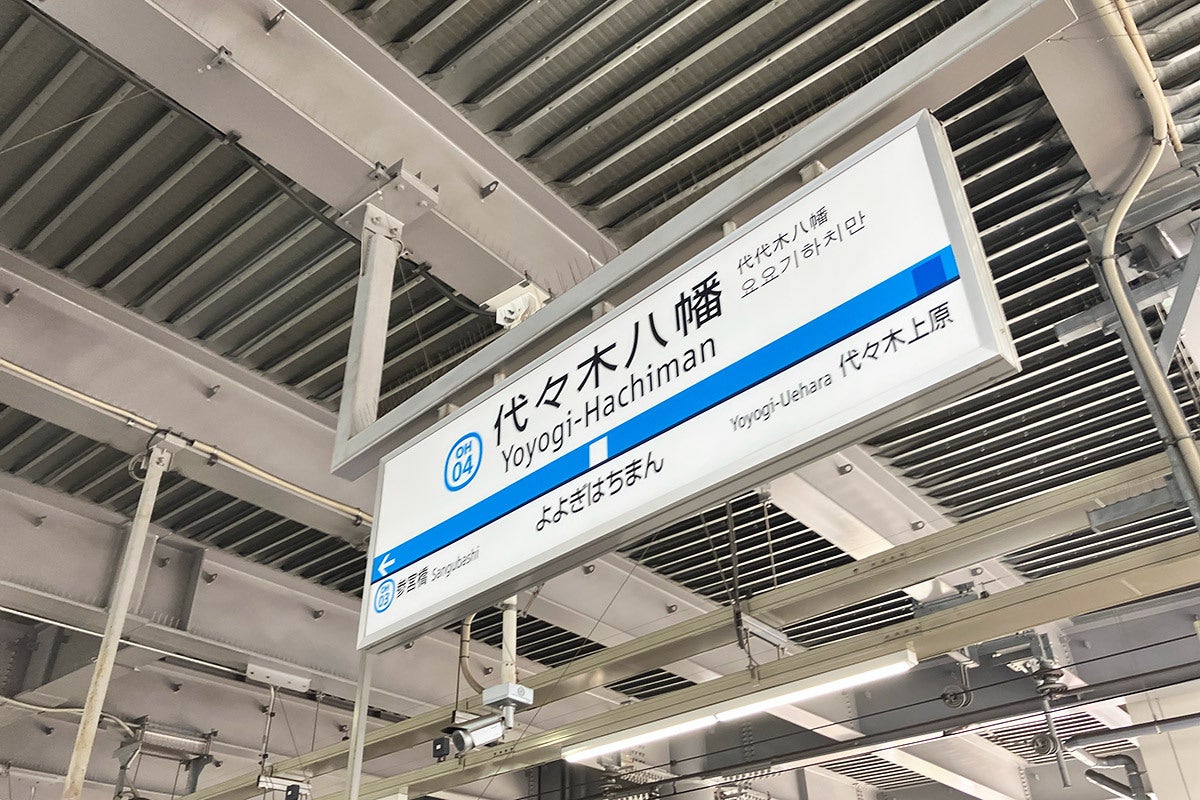 代々木八幡
代代木八幡
요요기하치만
OH
04
Yoyogi-Hachiman
よよぎはちまん
←
OH
03
参宮橋 Sangubashi
Yoyogi-Uehara 代々木上原